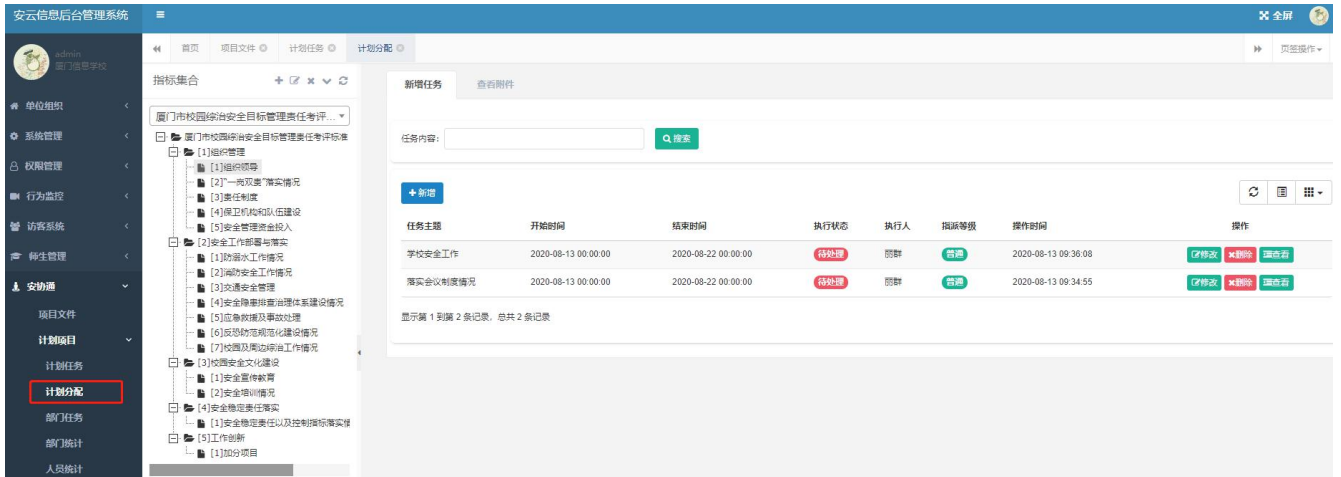 安云信息后台管理系统
全屏
admin
厦门信息学校
首页 项目文件 计划任务 计划分配
页签操作
单位组织
系统管理
权限管理
行为监控
访客系统
师生管理
安协通
项目文件
计划项目
计划任务
计划分配
部门任务
部门统计
人员统计
指标集合
厦门市校园综治安全目标管理责任考评...
厦门市校园综治安全目标管理责任考评标准
[1]组织管理
[1]组织领导
[2]"一岗双责"落实情况
[3]责任制度
[4]保卫机构和队伍建设
[5]安全管理资金投入
[2]安全工作部署与落实
[1]防溺水工作情况
[2]消防安全工作情况
[3]交通安全管理
[4]安全隐患排查治理体系建设情况
[5]应急救援及事故处理
[6]反恐防范规范化建设情况
[7]校园及周边综治工作情况
[3]校园安全文化建设
[1]安全宣传教育
[2]安全培训情况
[4]安全稳定责任落实
[1]安全稳定责任以及控制指标落实情
[5]工作创新
[1]加分项目
新增任务 查看附件
任务内容: 搜索
新增
任务主题 开始时间 结束时间 执行状态 执行人 指派等级 操作时间 操作
学校安全工作 2020-08-13 00:00:00 2020-08-22 00:00:00 待处理 丽群 普通 2020-08-13 09:36:08 修改 删除 查看
落实会议制度情况 2020-08-13 00:00:00 2020-08-22 00:00:00 待处理 丽群 普通 2020-08-13 09:34:55 修改 删除 查看
显示第 1 到第 2 条记录，总共 2 条记录